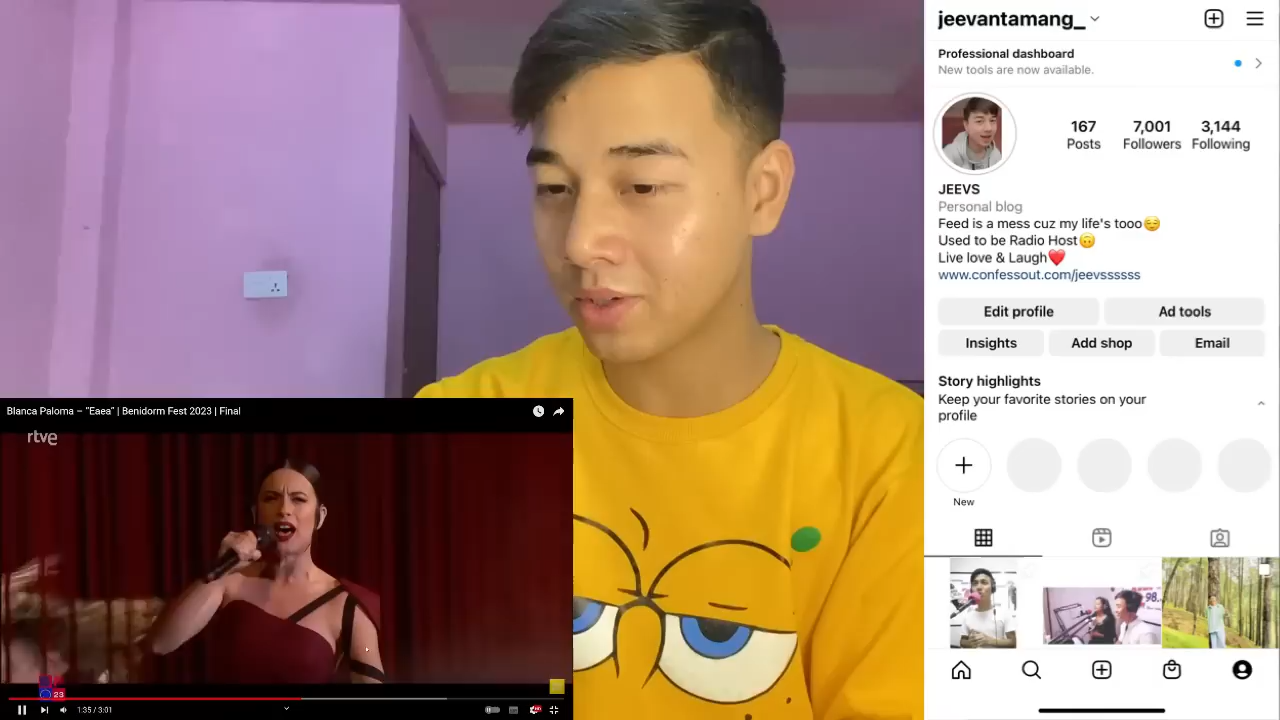 Blanca Paloma – "Eaea" | Benidorm Fest 2023 | Final
rtve
23
1:35 / 3:01
jeevantamang_
Professional dashboard
New tools are now available.
167
Posts
7,001
Followers
3,144
Following
JEEVS
Personal blog
Feed is a mess cuz my life's tooo😌
Used to be Radio Host🙃
Live love & Laugh❤️
www.confessout.com/jeevssssss
Edit profile
Ad tools
Insights
Add shop
Email
Story highlights
Keep your favorite stories on your
profile
New
98.